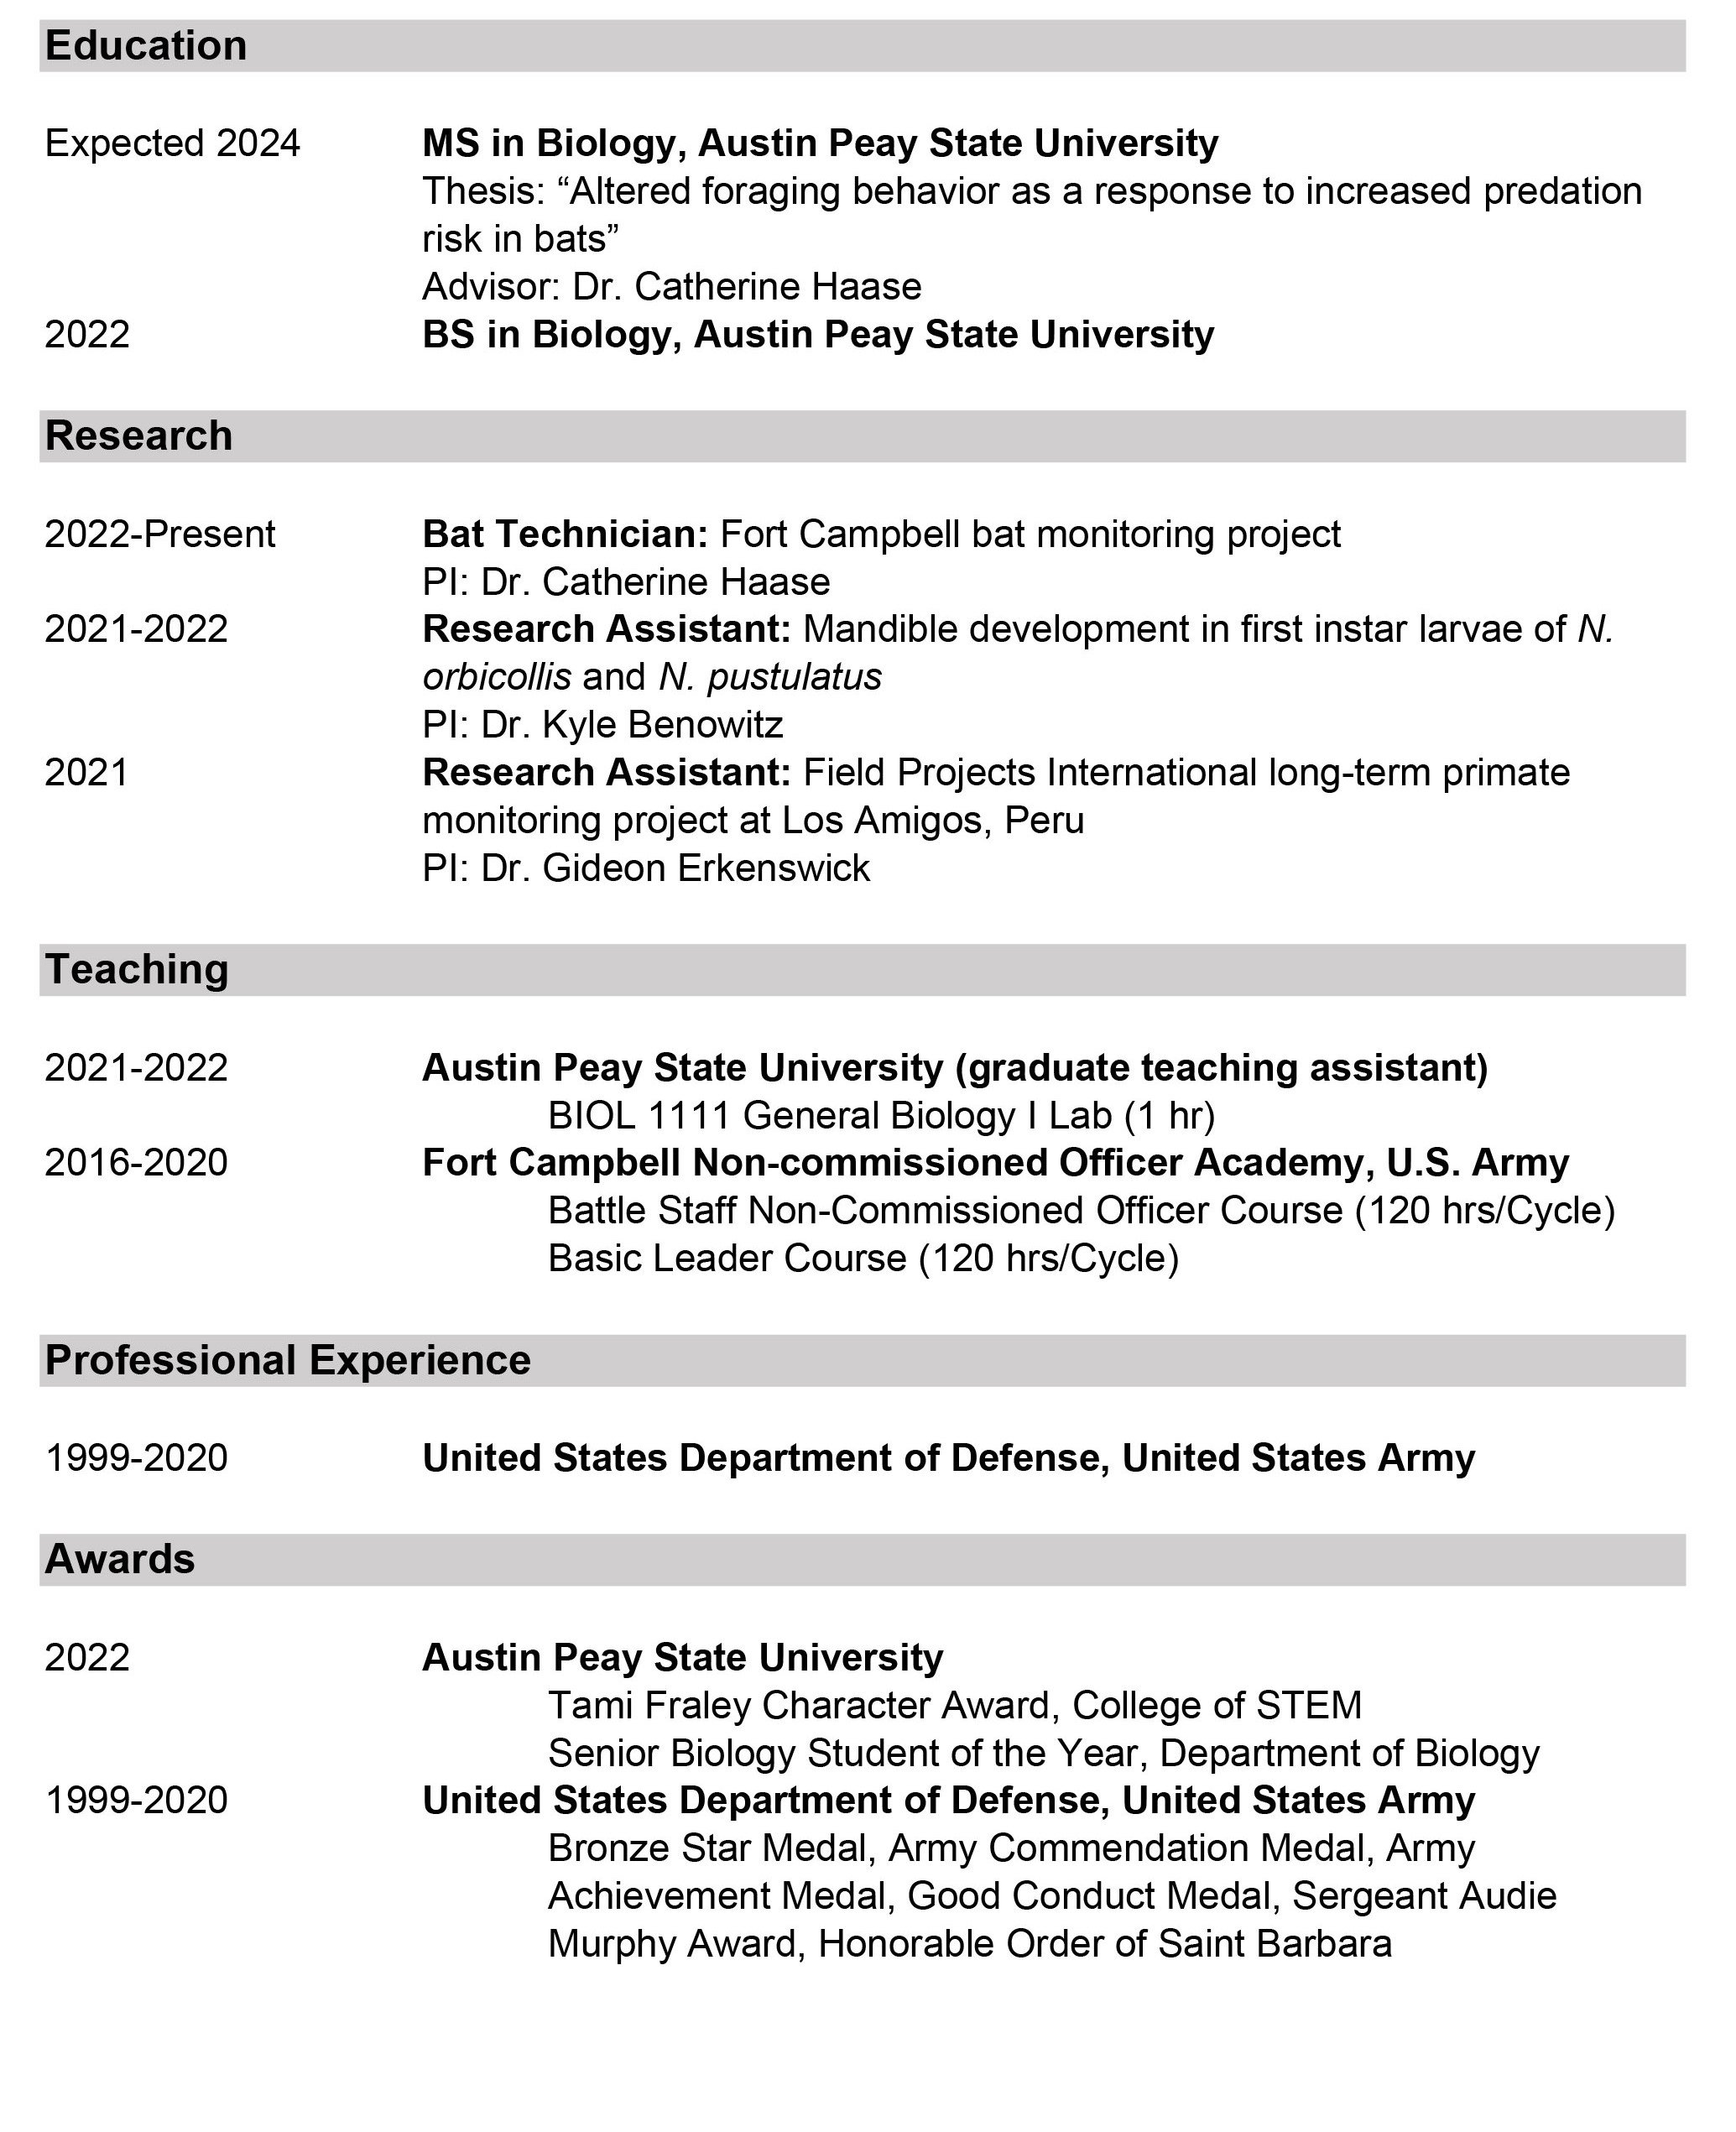 Education
Expected 2024 MS in Biology, Austin Peay State University
Thesis: “Altered foraging behavior as a response to increased predation
risk in bats”
Advisor: Dr. Catherine Haase
2022 BS in Biology, Austin Peay State University
Research
2022-Present Bat Technician: Fort Campbell bat monitoring project
PI: Dr. Catherine Haase
2021-2022 Research Assistant: Mandible development in first instar larvae of N.
orbicollis and N. pustulatus
PI: Dr. Kyle Benowitz
2021 Research Assistant: Field Projects International long-term primate
monitoring project at Los Amigos, Peru
PI: Dr. Gideon Erkenswick
Teaching
2021-2022 Austin Peay State University (graduate teaching assistant)
BIOL 1111 General Biology I Lab (1 hr)
2016-2020 Fort Campbell Non-commissioned Officer Academy, U.S. Army
Battle Staff Non-Commissioned Officer Course (120 hrs/Cycle)
Basic Leader Course (120 hrs/Cycle)
Professional Experience
1999-2020 United States Department of Defense, United States Army
Awards
2022 Austin Peay State University
Tami Fraley Character Award, College of STEM
Senior Biology Student of the Year, Department of Biology
1999-2020 United States Department of Defense, United States Army
Bronze Star Medal, Army Commendation Medal, Army
Achievement Medal, Good Conduct Medal, Sergeant Audie
Murphy Award, Honorable Order of Saint Barbara